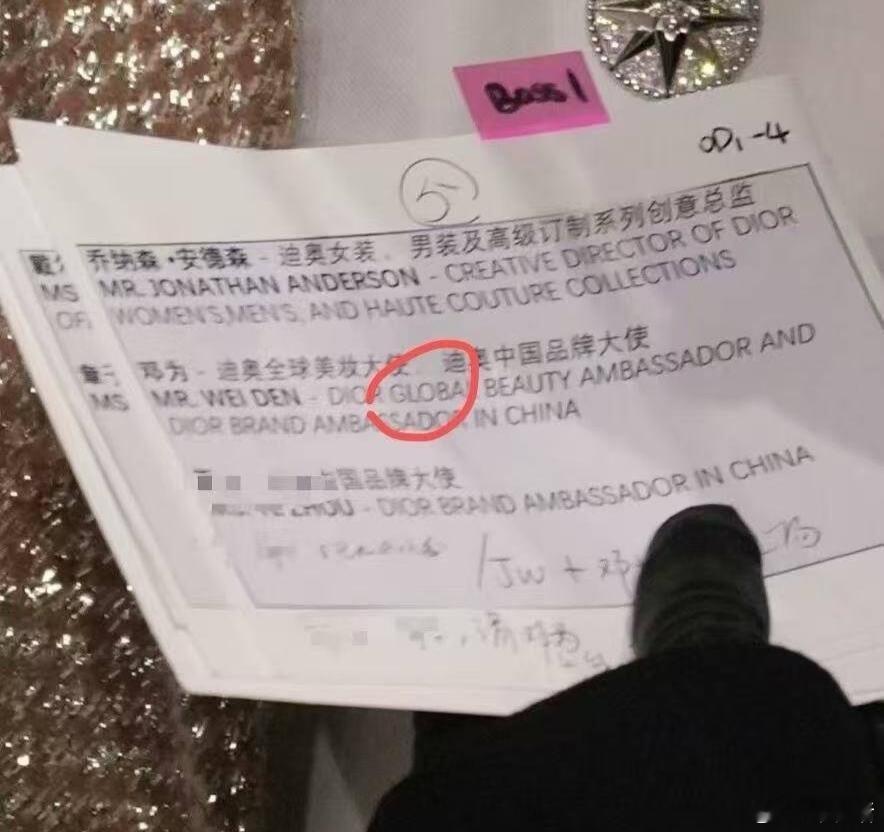 Boss 1
OD1-4
5
乔纳森·安德森 - 迪奥女装、男装及高级订制系列创意总监
MS MR. JONATHAN ANDERSON - CREATIVE DIRECTOR OF DIOR
OF WOMEN'S, MEN'S, AND HAUTE COUTURE COLLECTIONS
邓为 - 迪奥全球美妆大使、迪奥中国品牌大使
MS MR. WEI DEN - DIOR GLOBAL BEAUTY AMBASSADOR AND
DIOR BRAND AMBASSADOR IN CHINA
国品牌大使
ZHOU - DIOR BRAND AMBASSADOR IN CHINA
JW + 邓